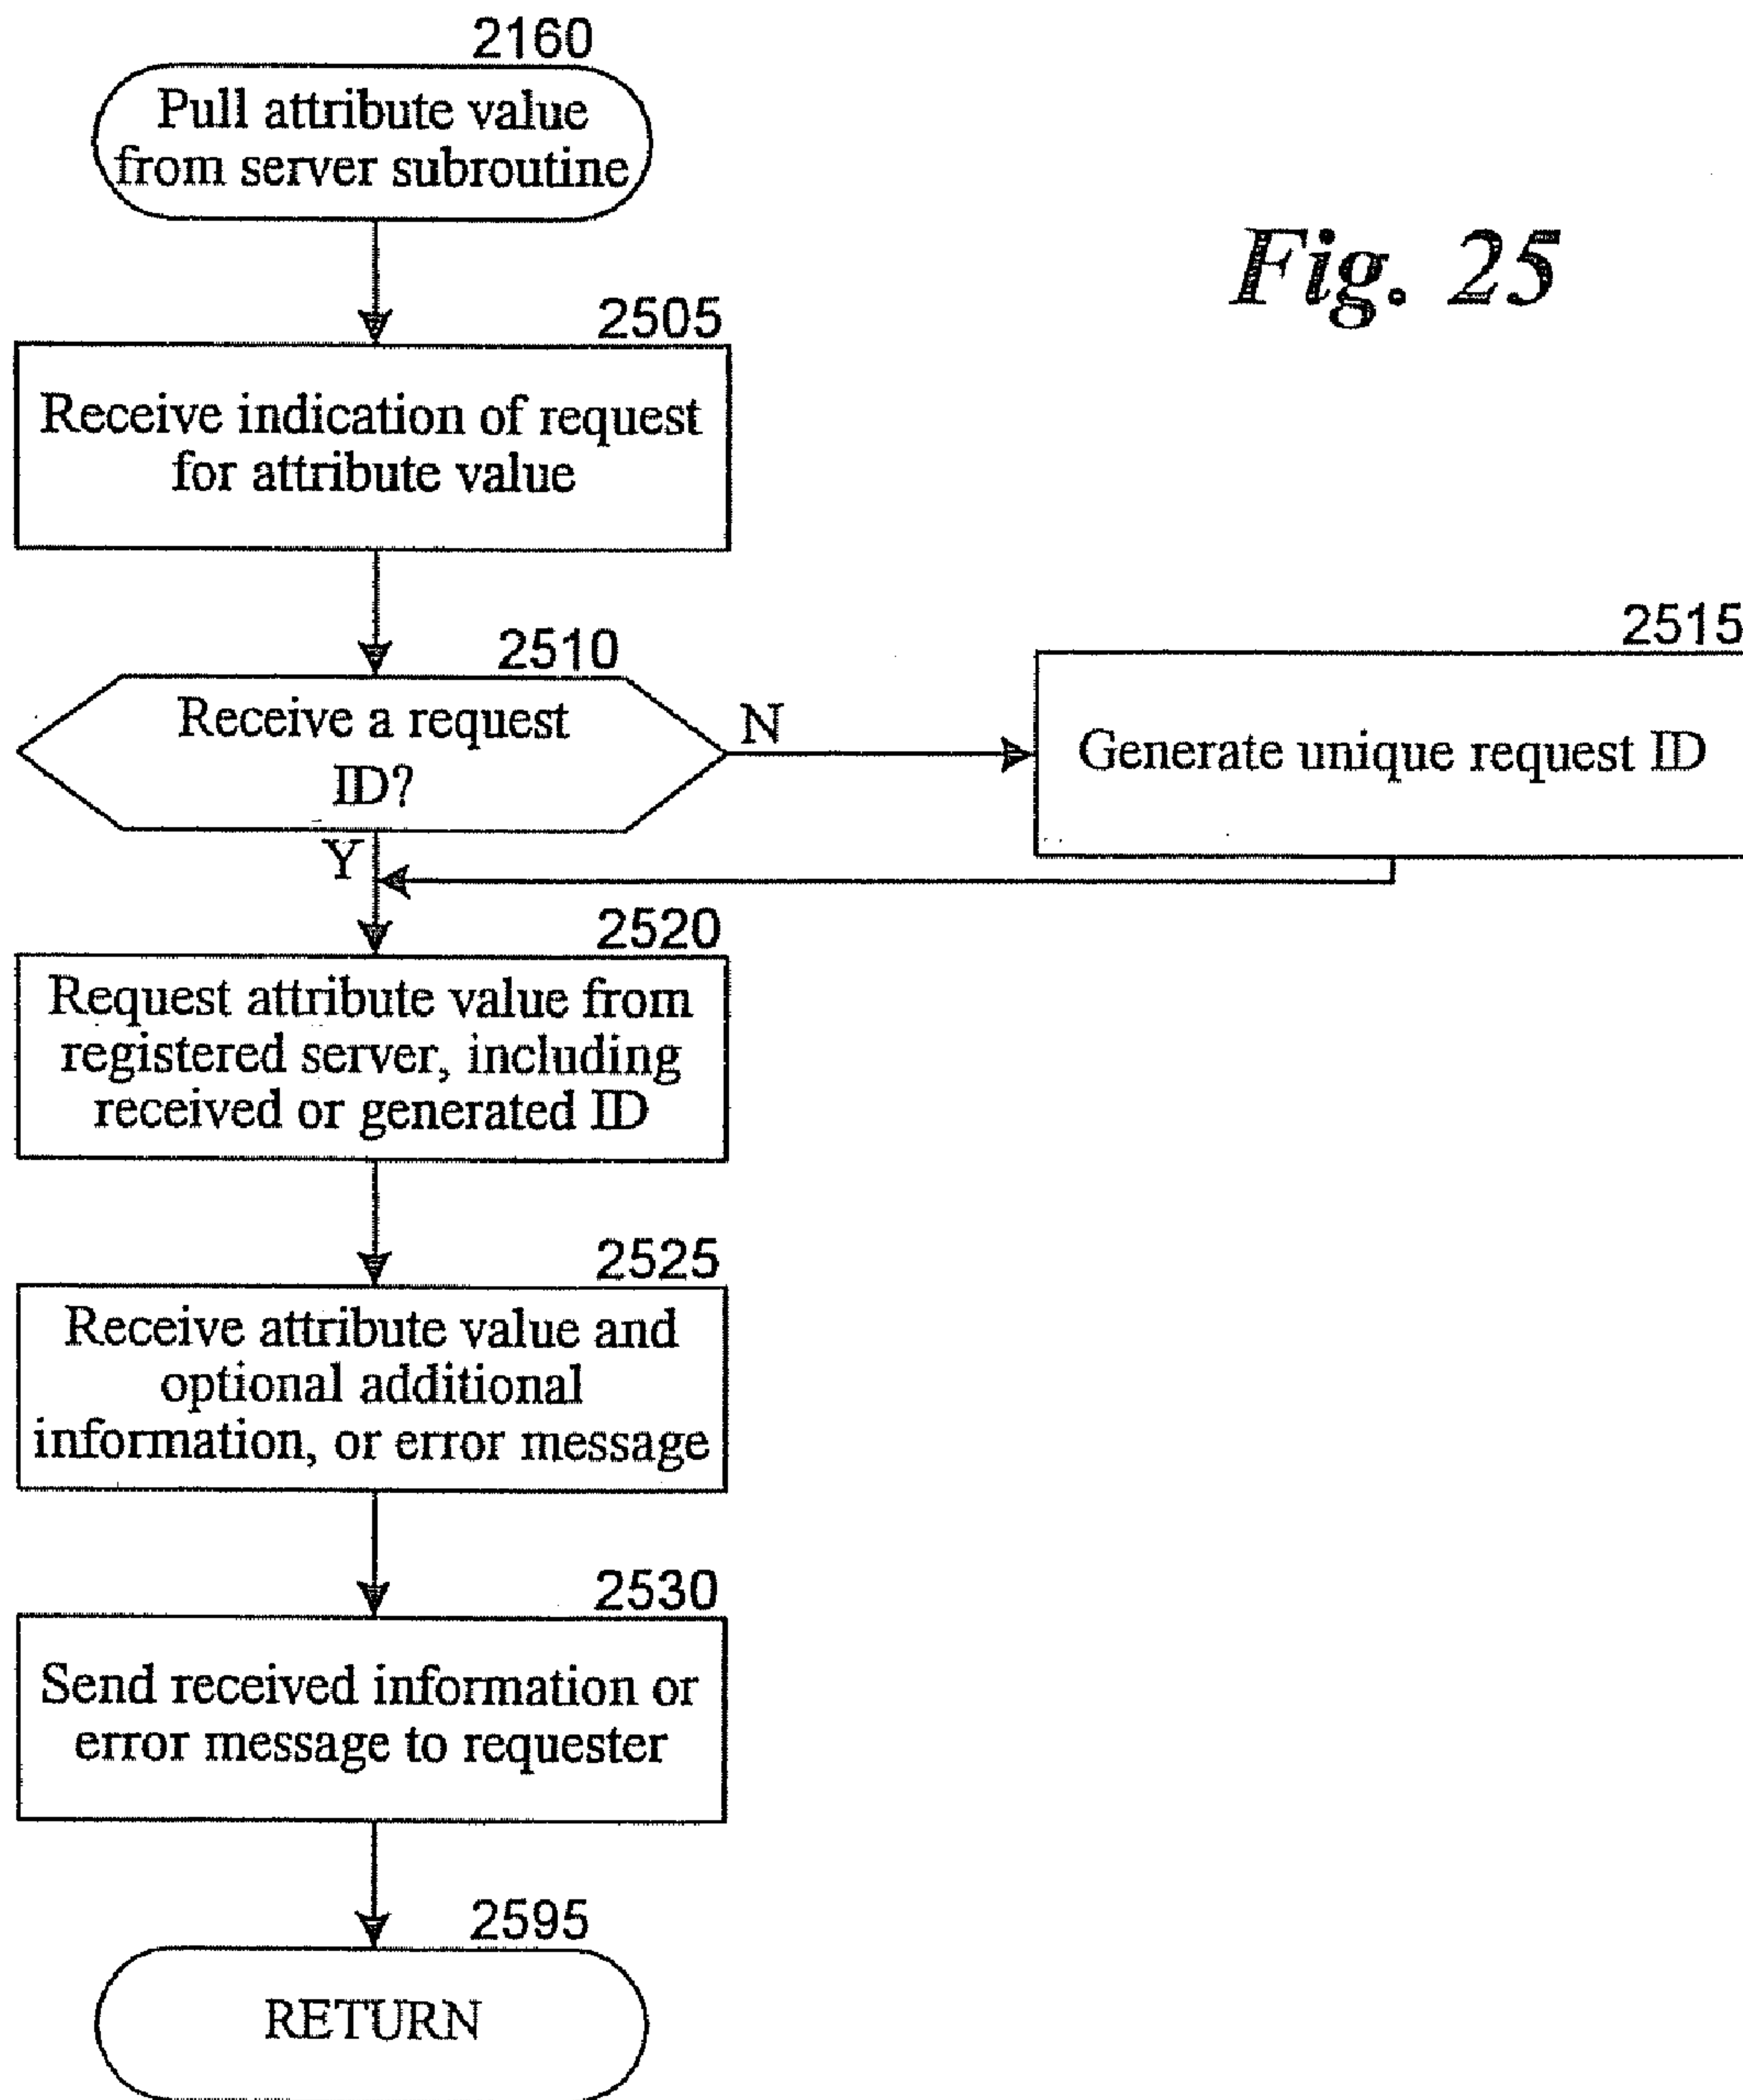 2160
Pull attribute value
from server subroutine
Fig. 25
2505
Receive indication of request
for attribute value
2510
Receive a request
ID?
N
2515
Generate unique request ID
Y
2520
Request attribute value from
registered server, including
received or generated ID
2525
Receive attribute value and
optional additional
information, or error message
2530
Send received information or
error message to requester
2595
RETURN